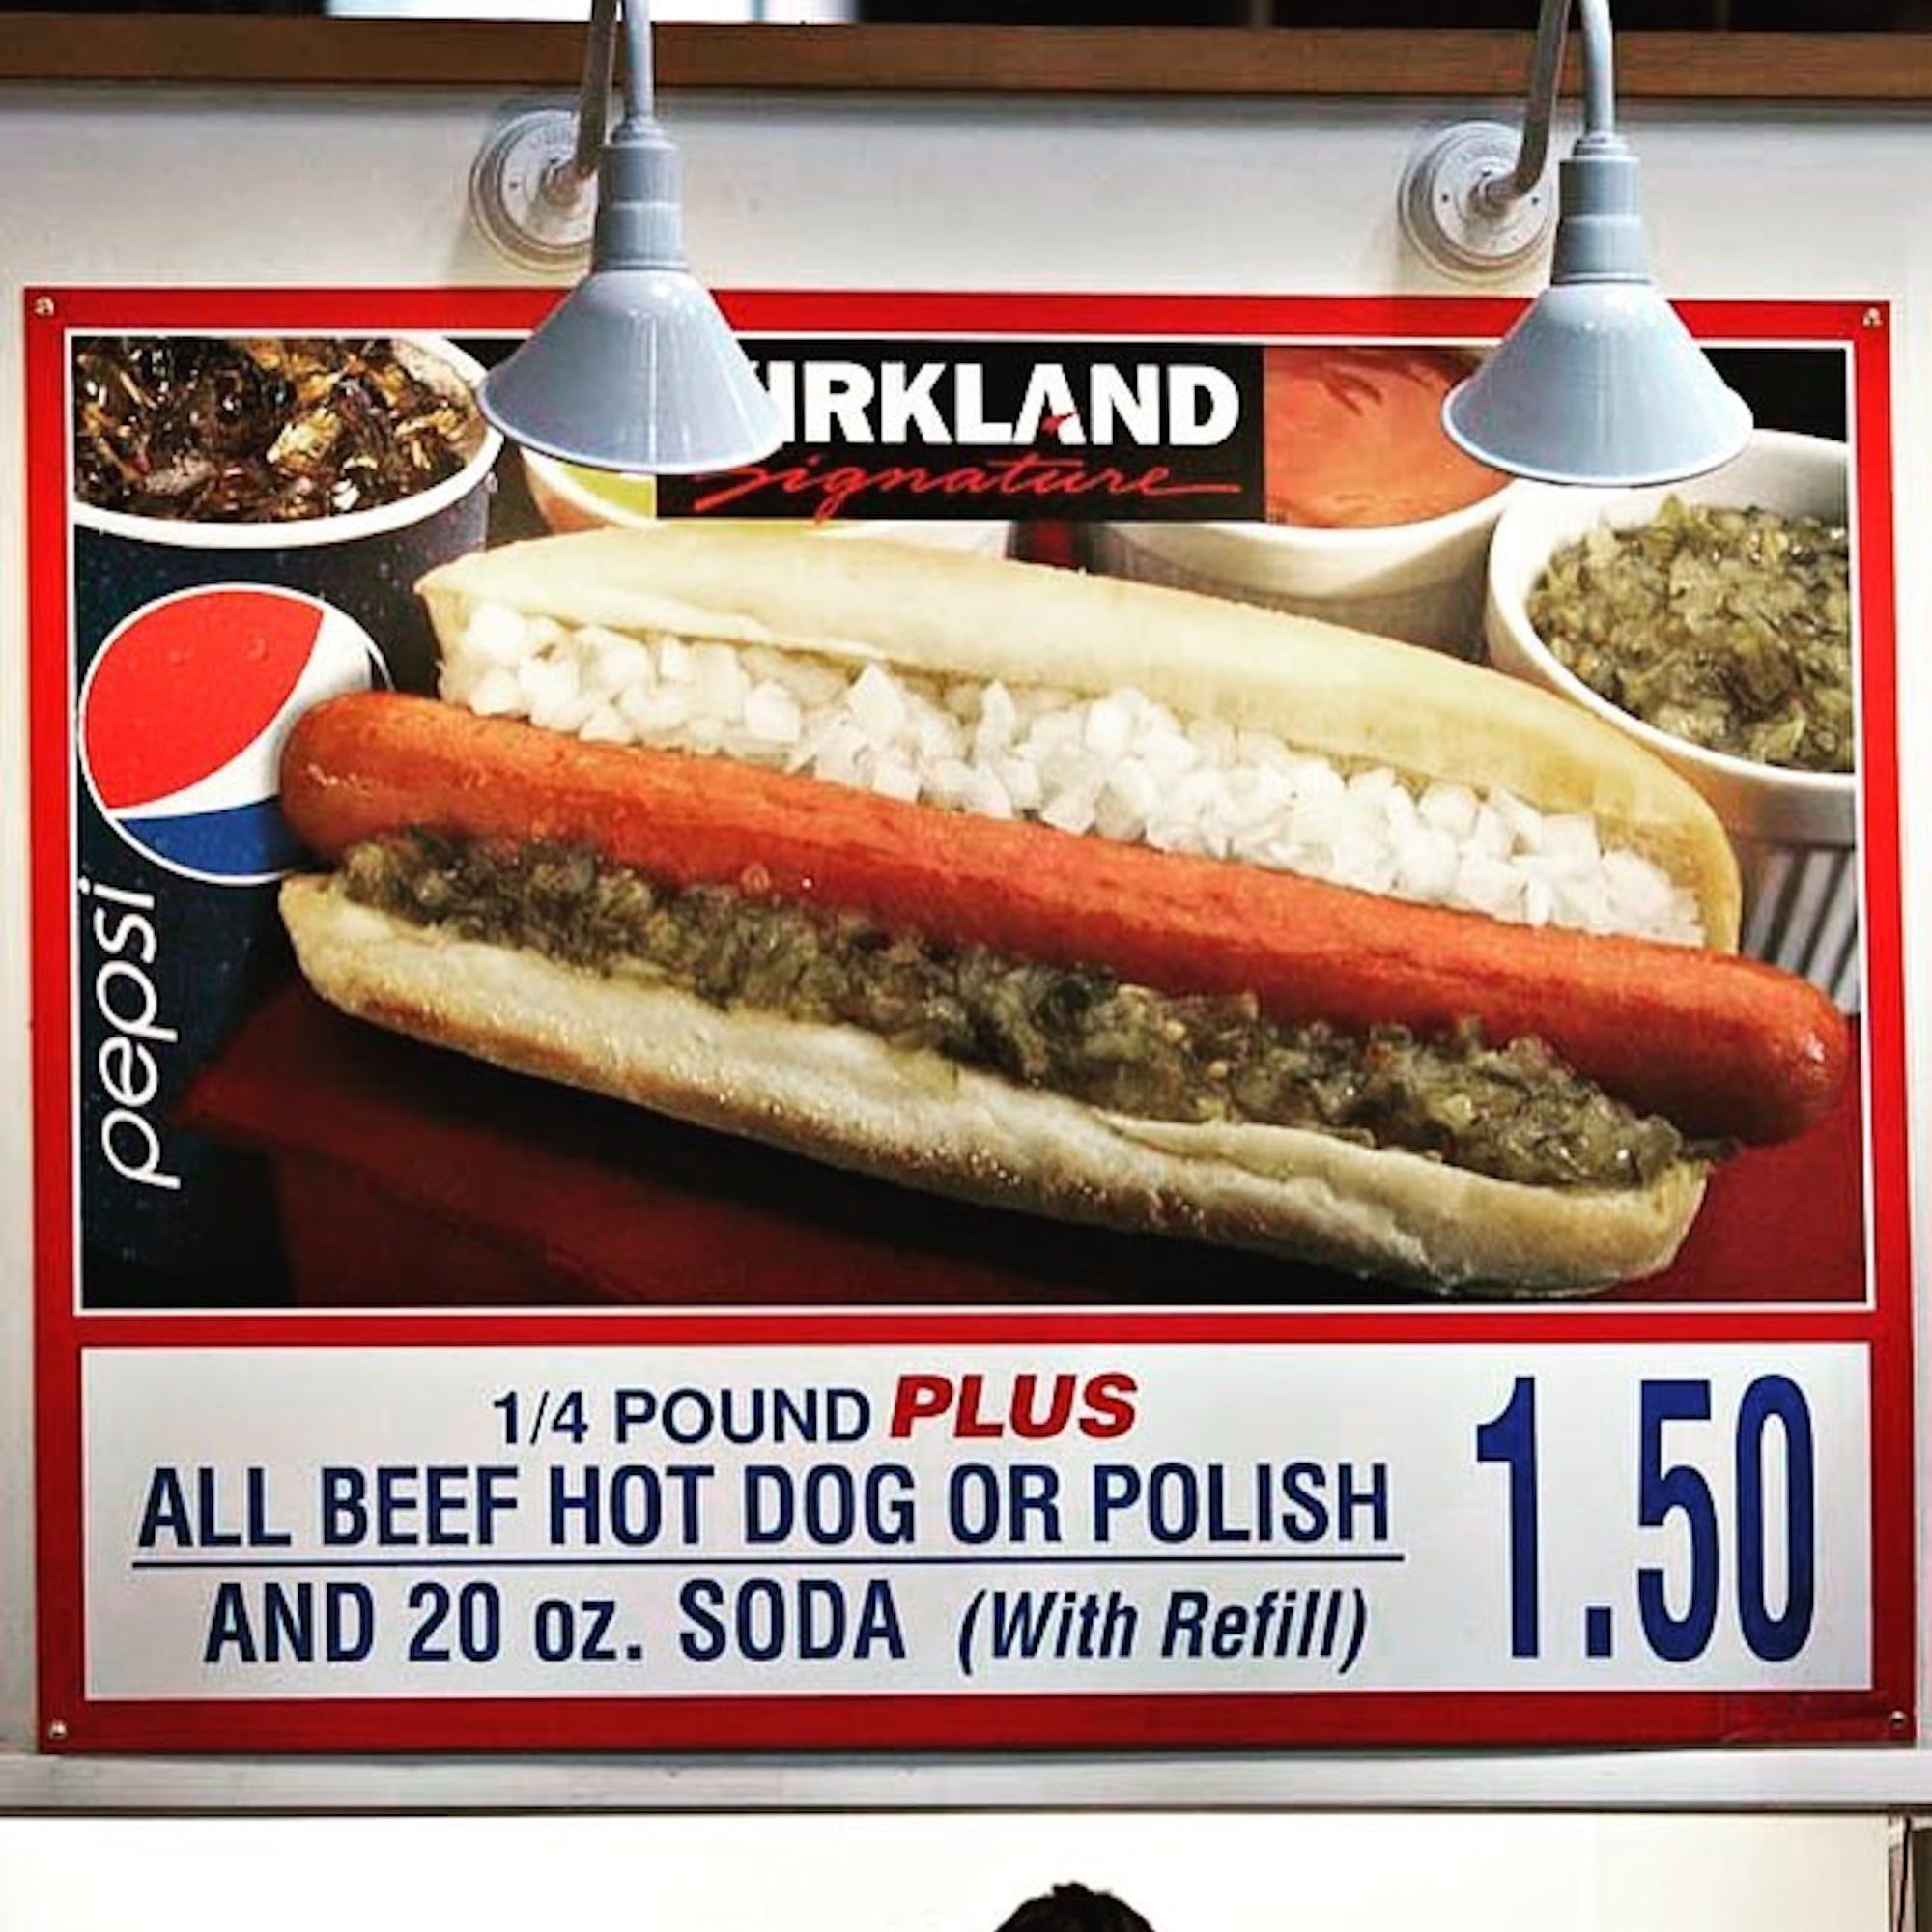 KIRKLAND
Signature
pepsi
1/4 POUND PLUS
ALL BEEF HOT DOG OR POLISH
AND 20 oz. SODA (With Refill)
1.50